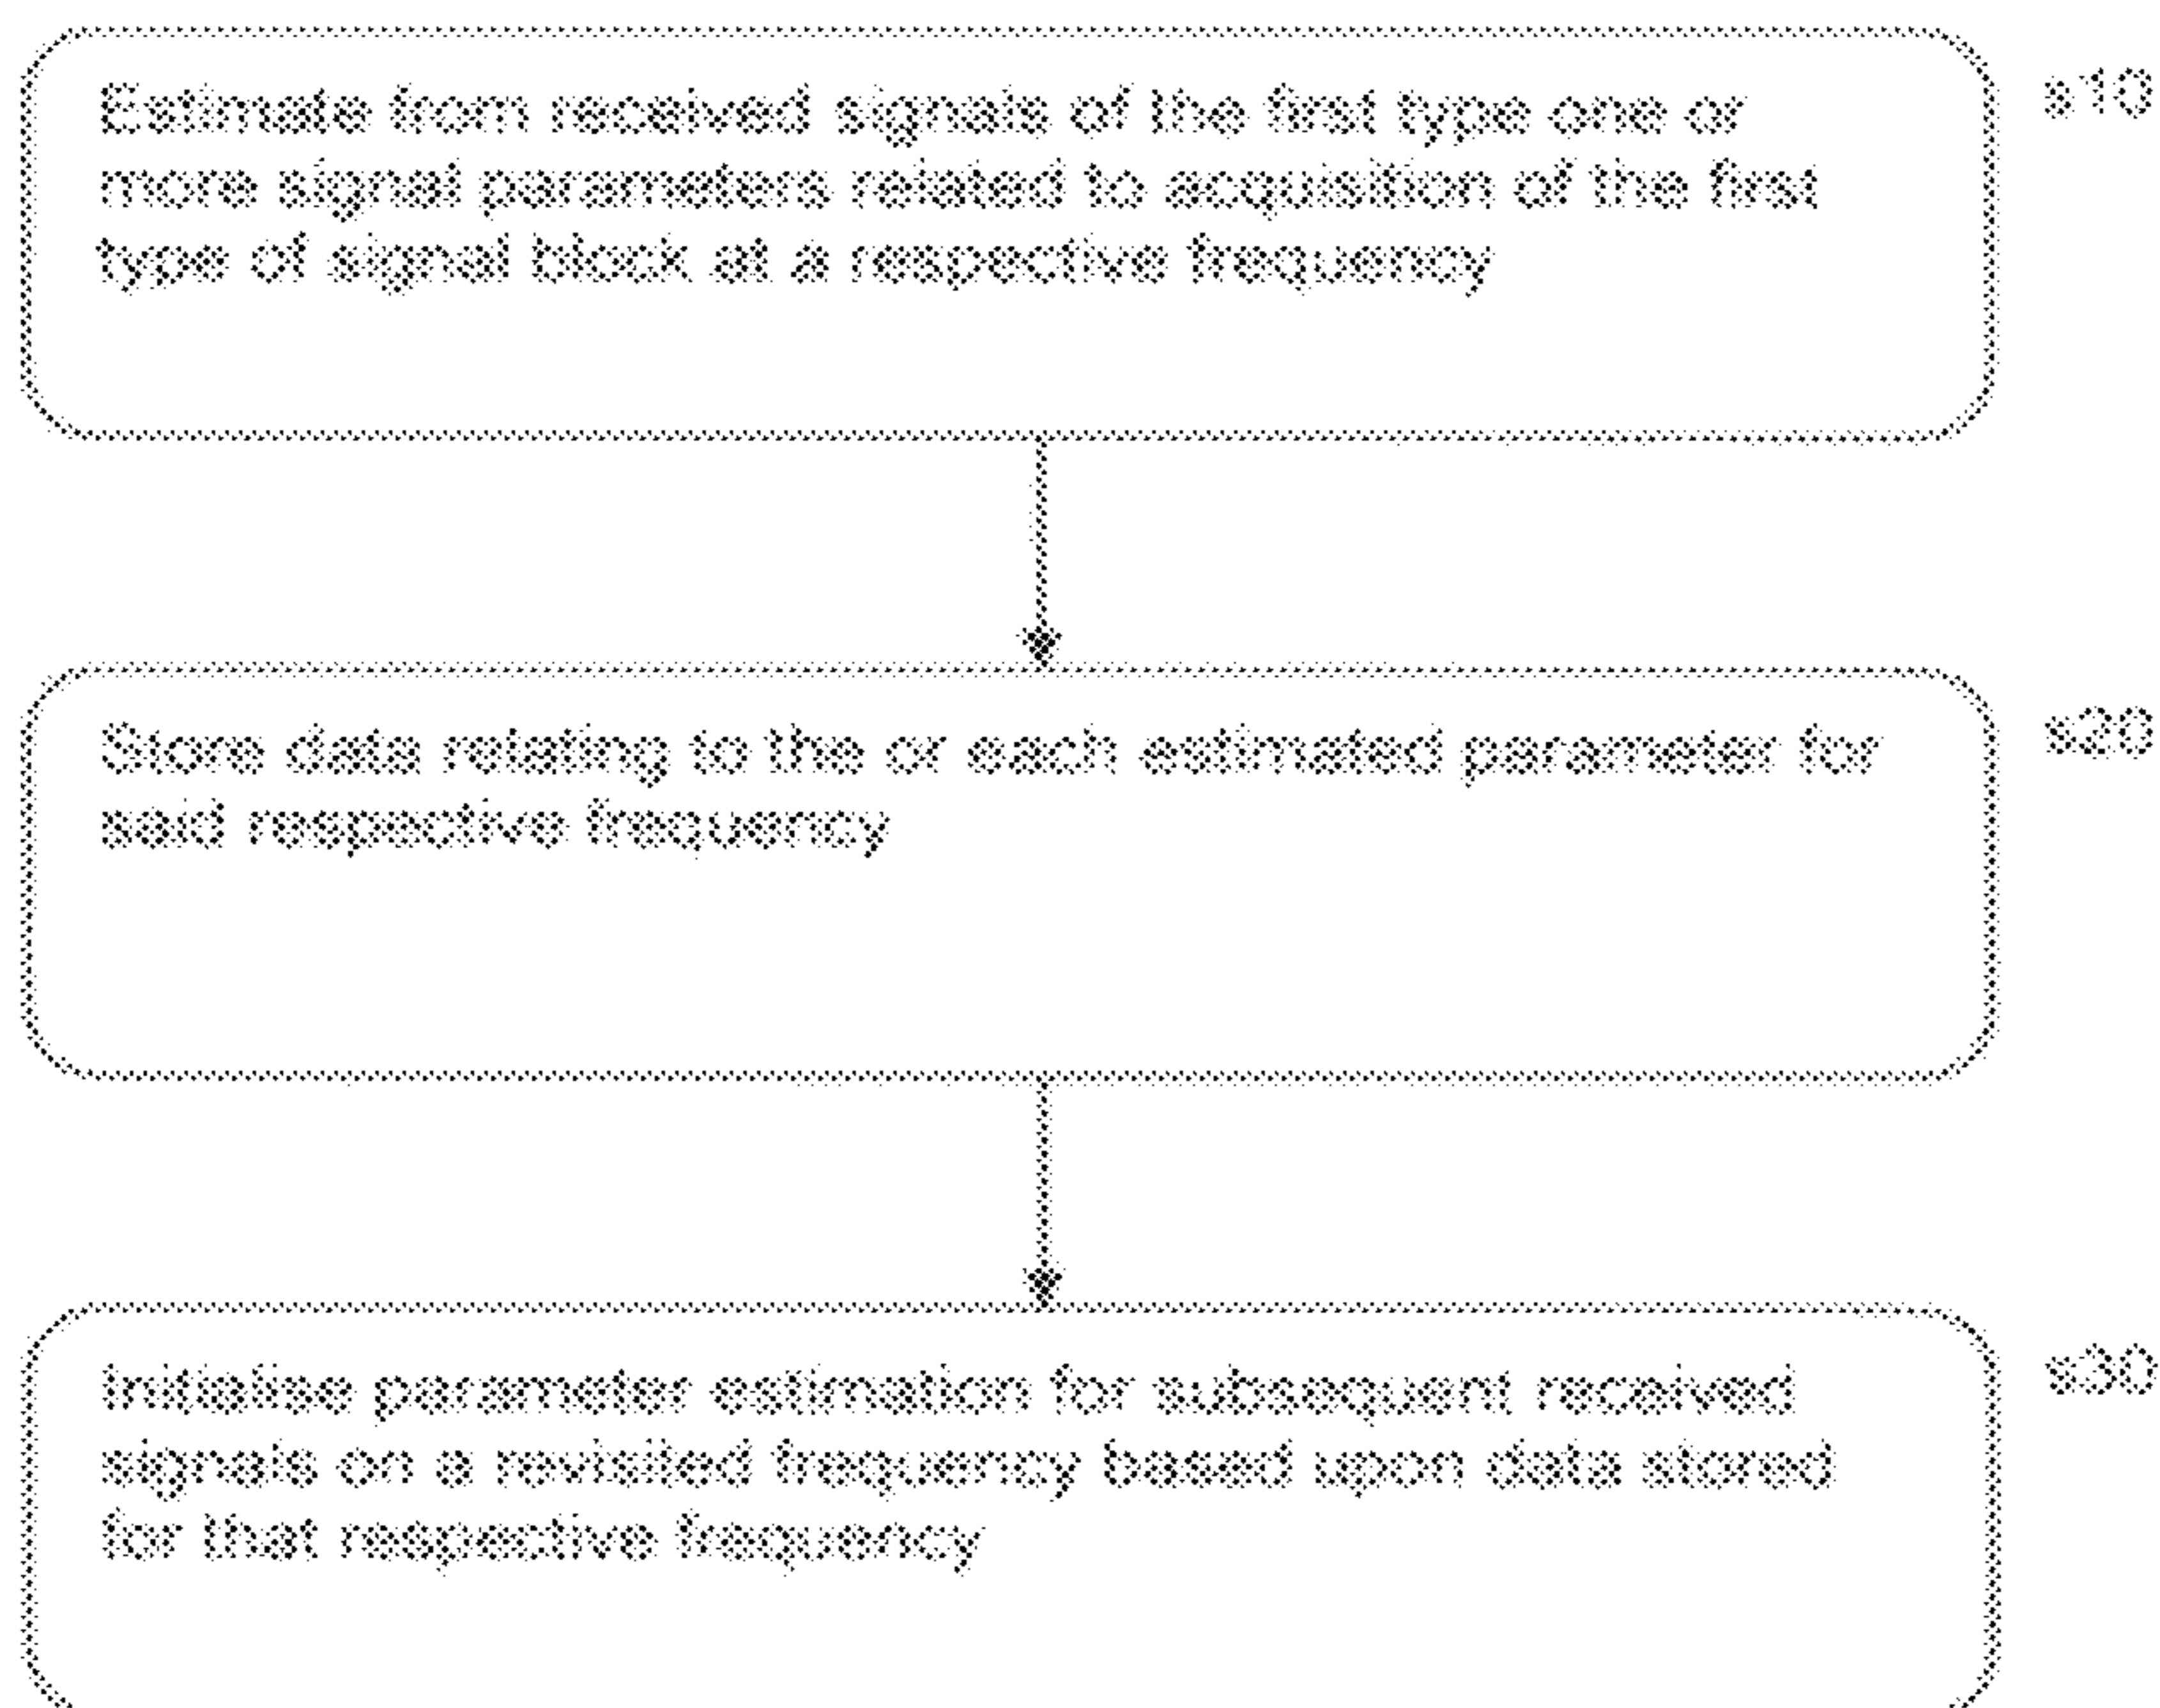 Estimate from received signals of the first type one or
more signal parameters related to acquisition of the first
type of signal block at a respective frequency
s10
Store data relating to the or each estimated parameter for
said respective frequency
s20
Initialise parameter estimation for subsequent received
signals on a revisited frequency based upon data stored
for that respective frequency
s30